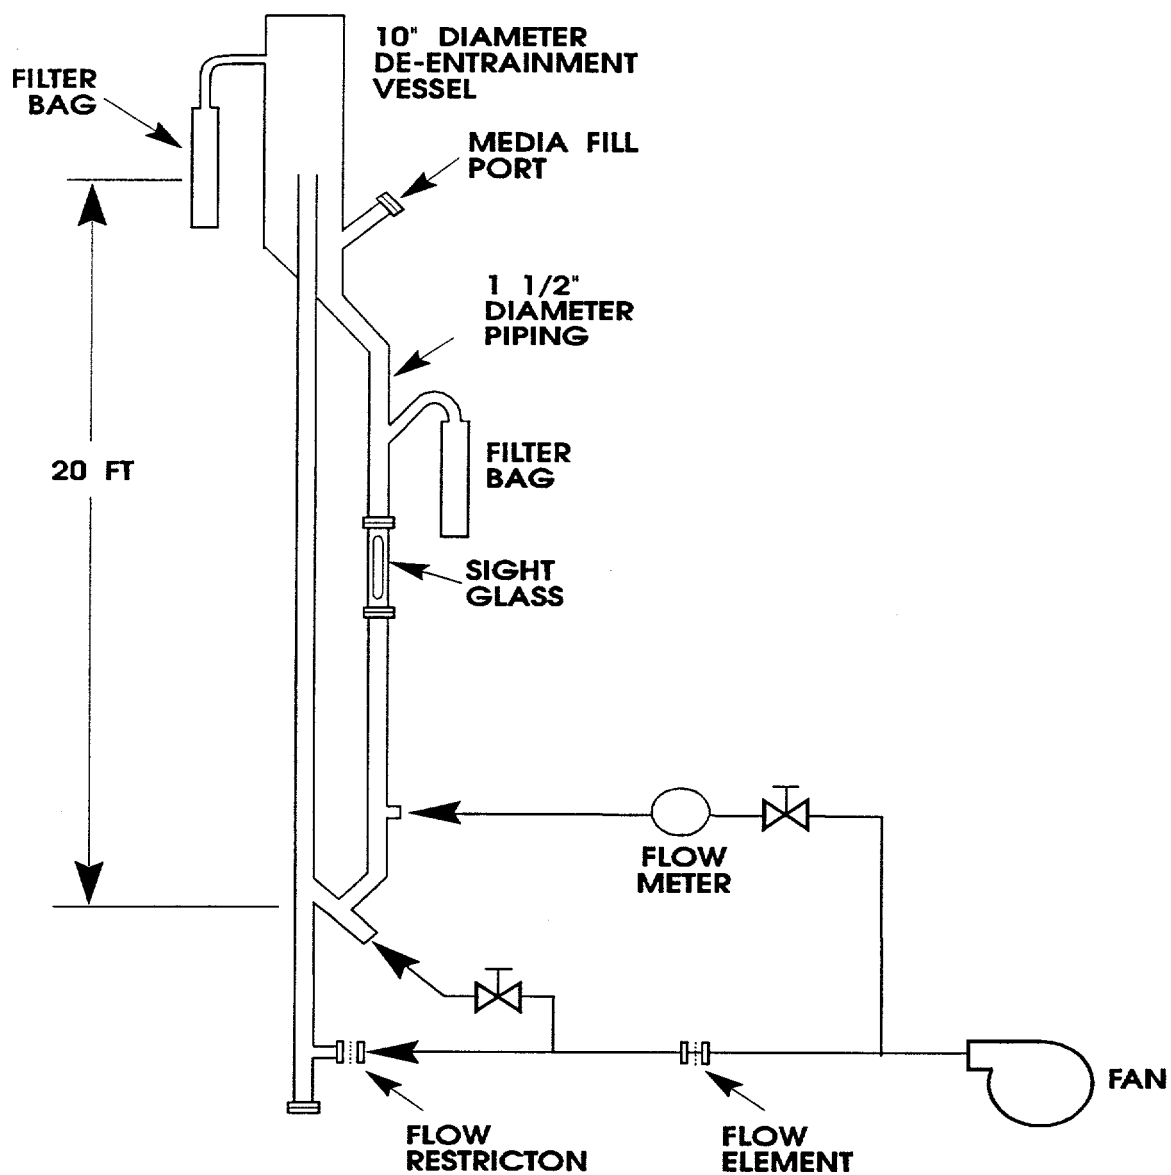 10" DIAMETER
DE-ENTRAINMENT
VESSEL
FILTER
BAG
MEDIA FILL
PORT
1 1/2"
DIAMETER
PIPING
20 FT
FILTER
BAG
SIGHT
GLASS
FLOW
METER
FAN
FLOW
RESTRICTON
FLOW
ELEMENT